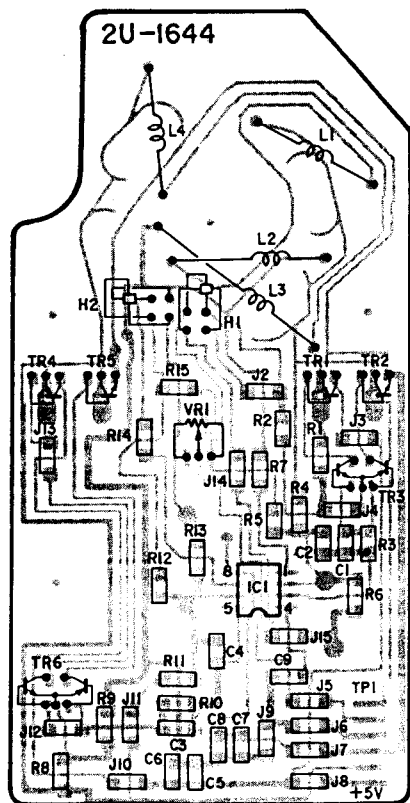 2U-1644
L4
L1
L2
H2
L3
H1
TR4
TR5
TR1
TR2
R15
J2
J3
VR1
R2
R1
J3
R14
J14
R7
TR3
R4
J4
R5
R13
C2
C1
R3
R12
8
IC1
R6
5
4
C4
J15
TR6
R11
C9
R9
J11
R10
J5
TP1
J12
C8
C7
J9
J6
C3
J7
R8
J10
C6
C5
J8
+5V